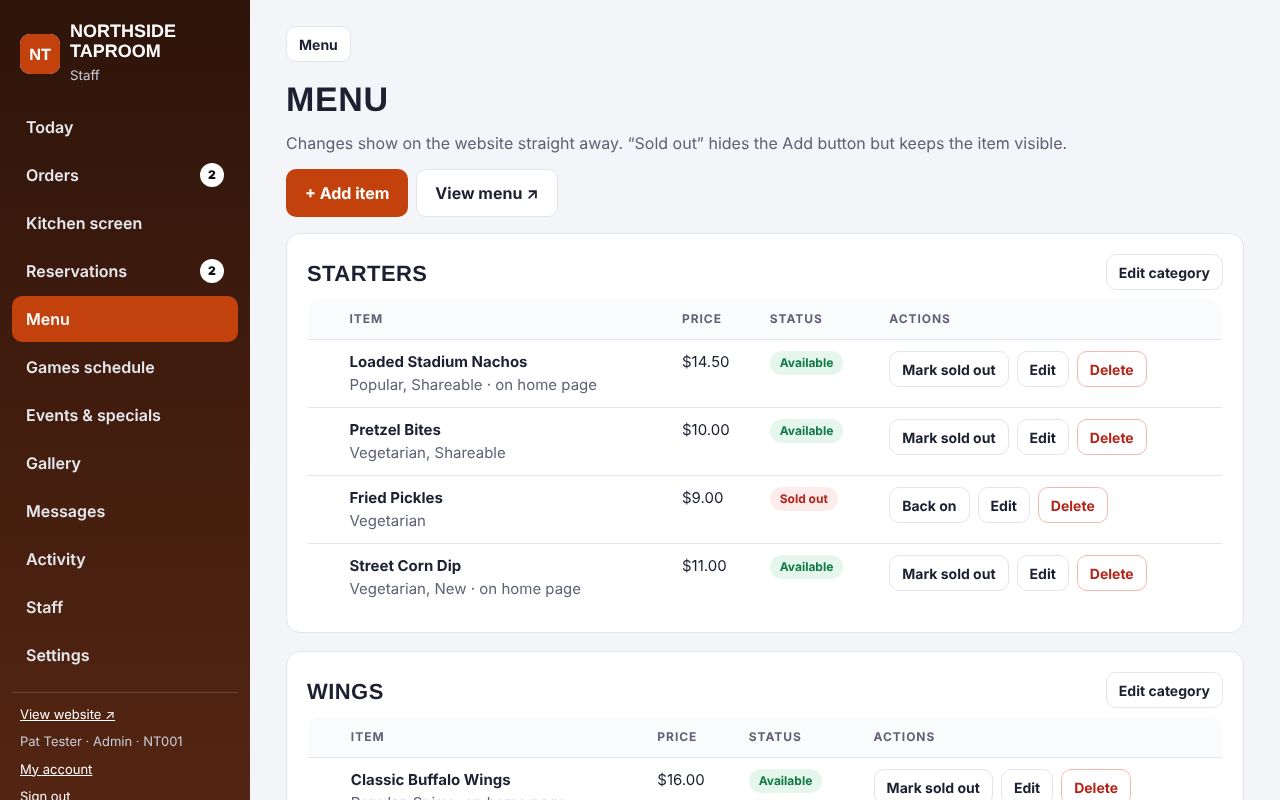 NT
NORTHSIDE
TAPROOM
Staff
Today
Orders 2
Kitchen screen
Reservations 2
Menu
Games schedule
Events & specials
Gallery
Messages
Activity
Staff
Settings
View website ↗
Pat Tester · Admin · NT001
My account
Sign out
Menu
MENU
Changes show on the website straight away. “Sold out” hides the Add button but keeps the item visible.
+ Add item View menu ↗
STARTERS Edit category
ITEM PRICE STATUS ACTIONS
Loaded Stadium Nachos $14.50 Available Mark sold out Edit Delete
Popular, Shareable · on home page
Pretzel Bites $10.00 Available Mark sold out Edit Delete
Vegetarian, Shareable
Fried Pickles $9.00 Sold out Back on Edit Delete
Vegetarian
Street Corn Dip $11.00 Available Mark sold out Edit Delete
Vegetarian, New · on home page
WINGS Edit category
ITEM PRICE STATUS ACTIONS
Classic Buffalo Wings $16.00 Available Mark sold out Edit Delete